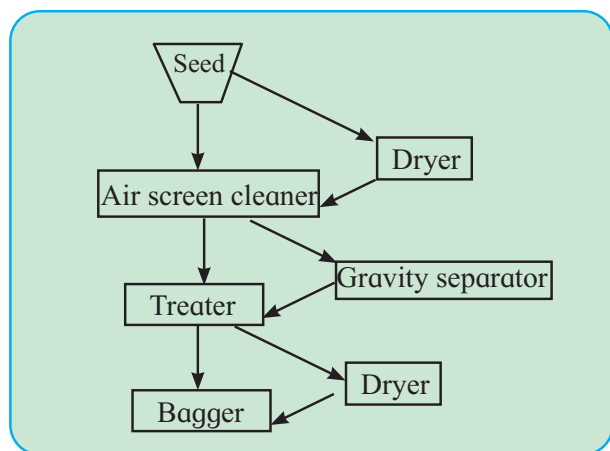 Seed
Dryer
Air screen cleaner
Gravity separator
Treater
Dryer
Bagger